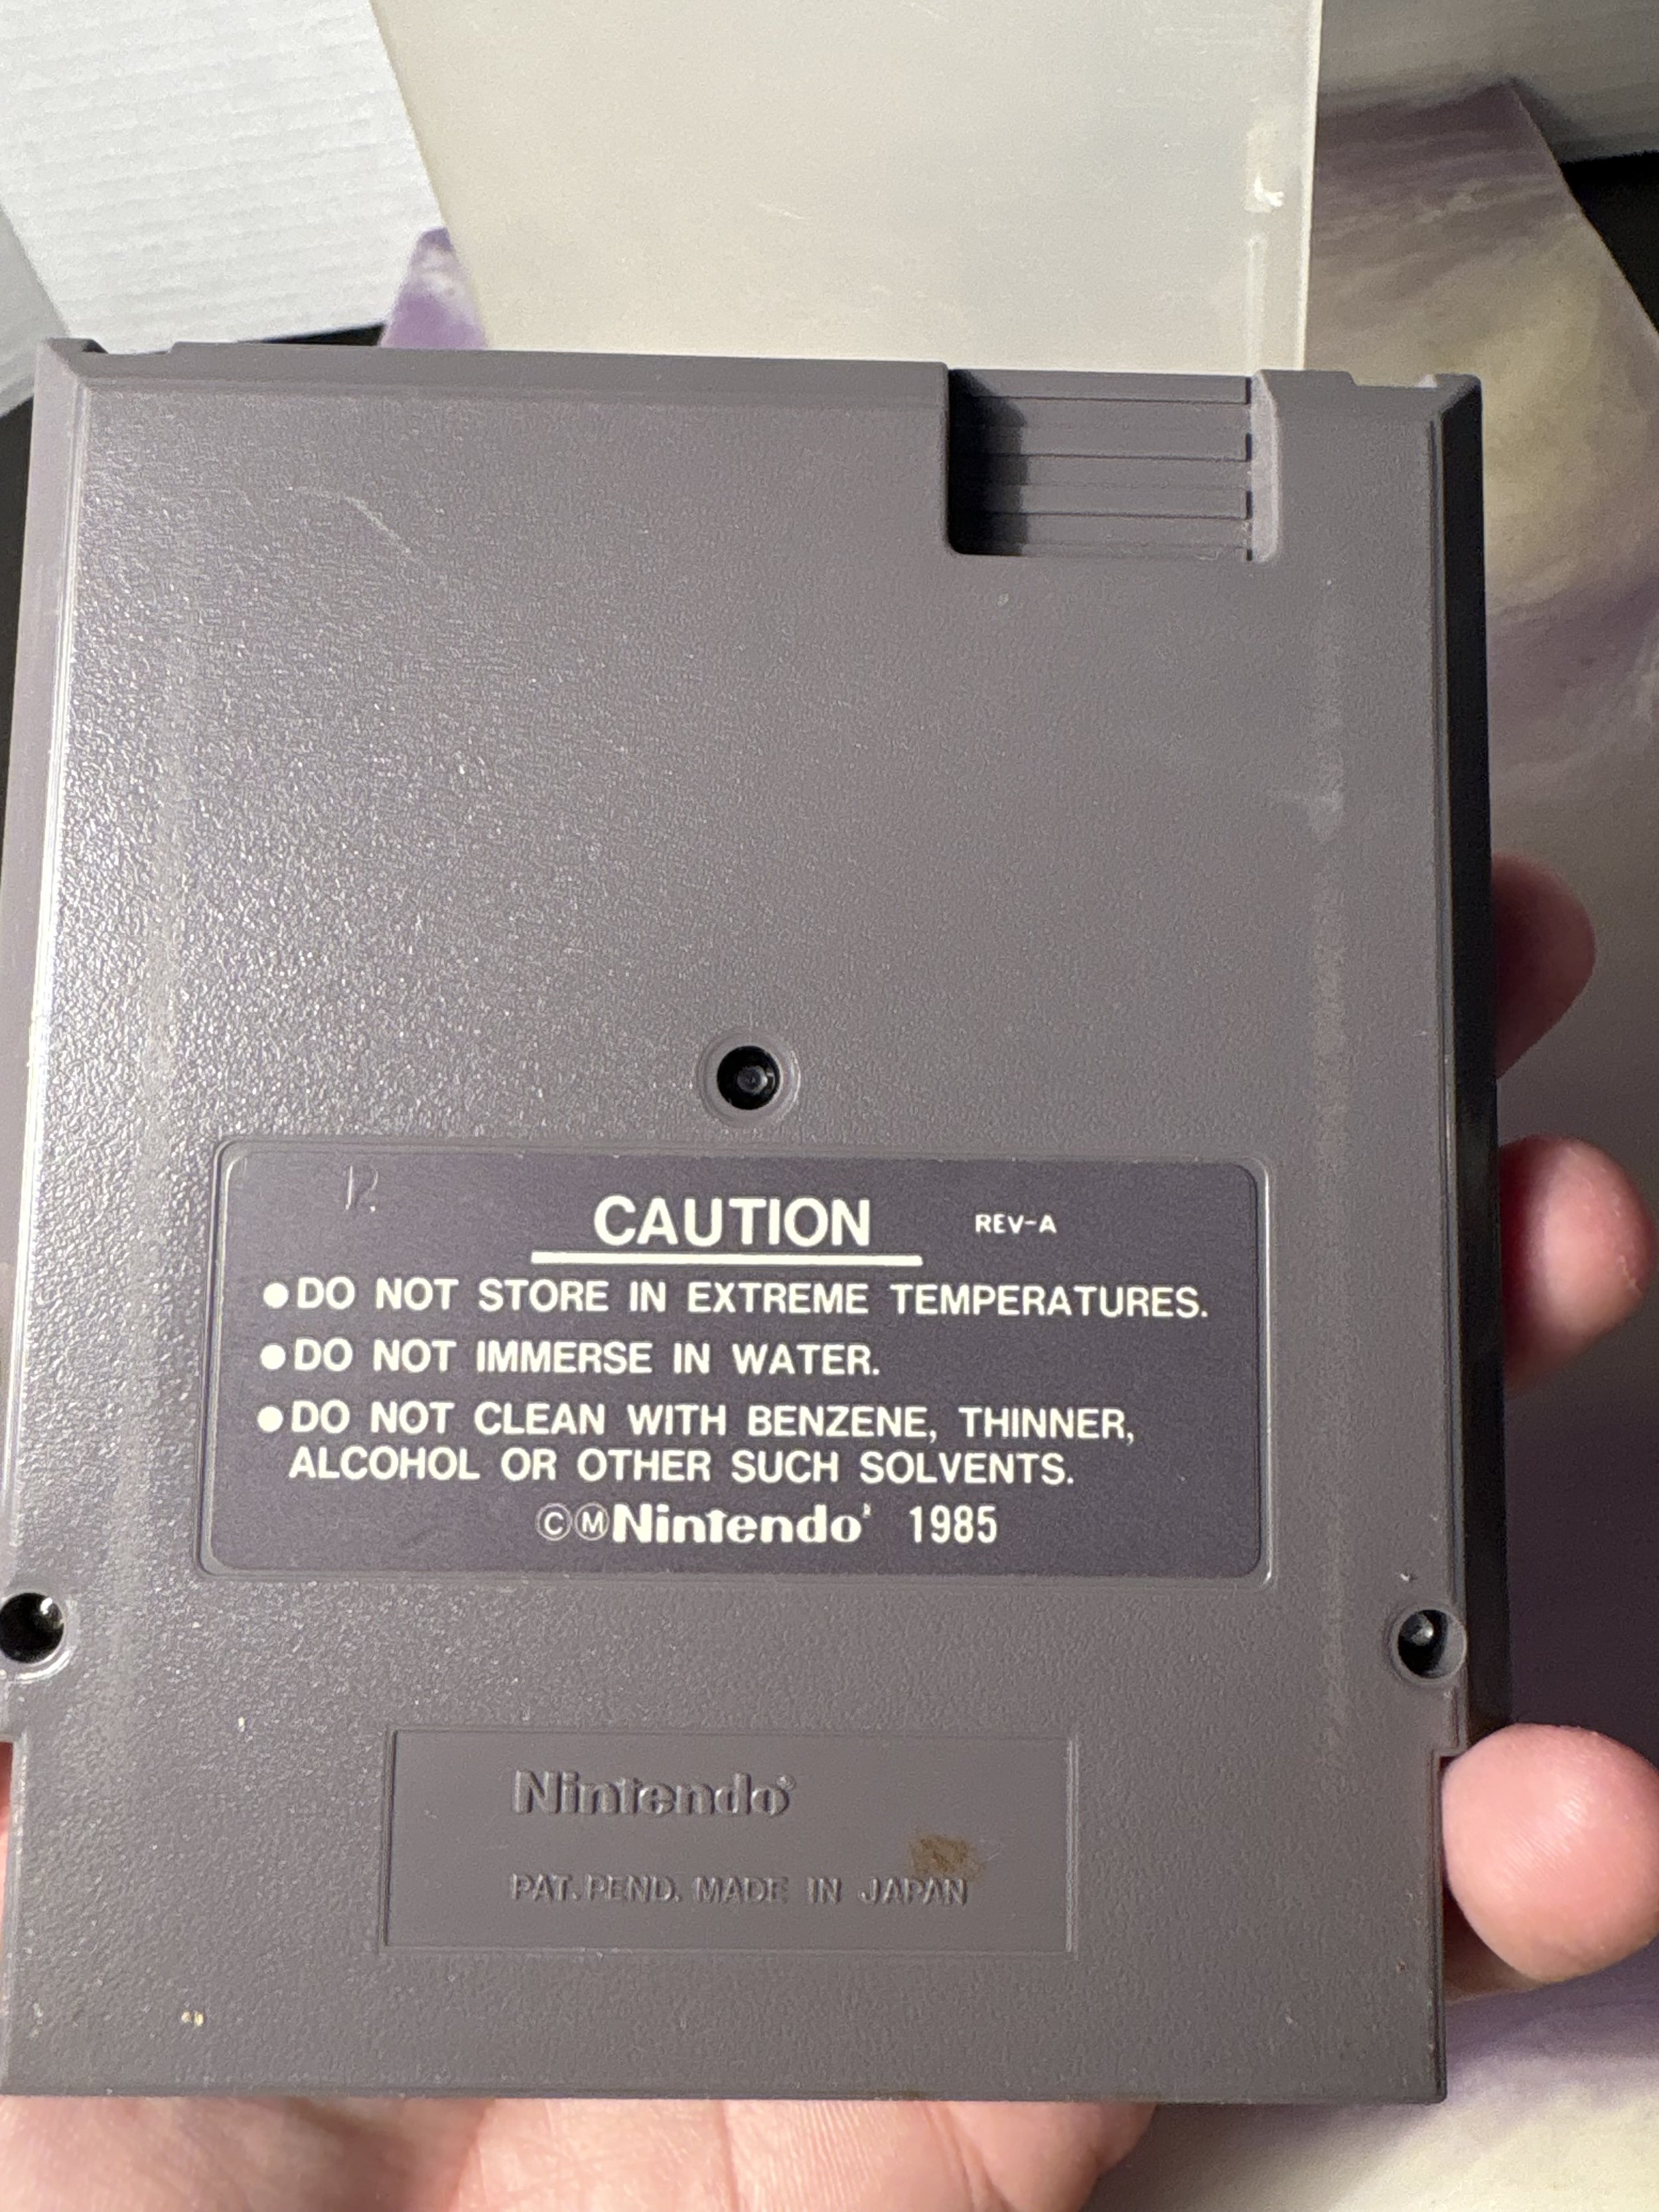 12
CAUTION REV-A
●DO NOT STORE IN EXTREME TEMPERATURES.
●DO NOT IMMERSE IN WATER.
●DO NOT CLEAN WITH BENZENE, THINNER,
ALCOHOL OR OTHER SUCH SOLVENTS.
ⒸⓂNintendo® 1985
Nintendo®
PAT. PEND. MADE IN JAPAN